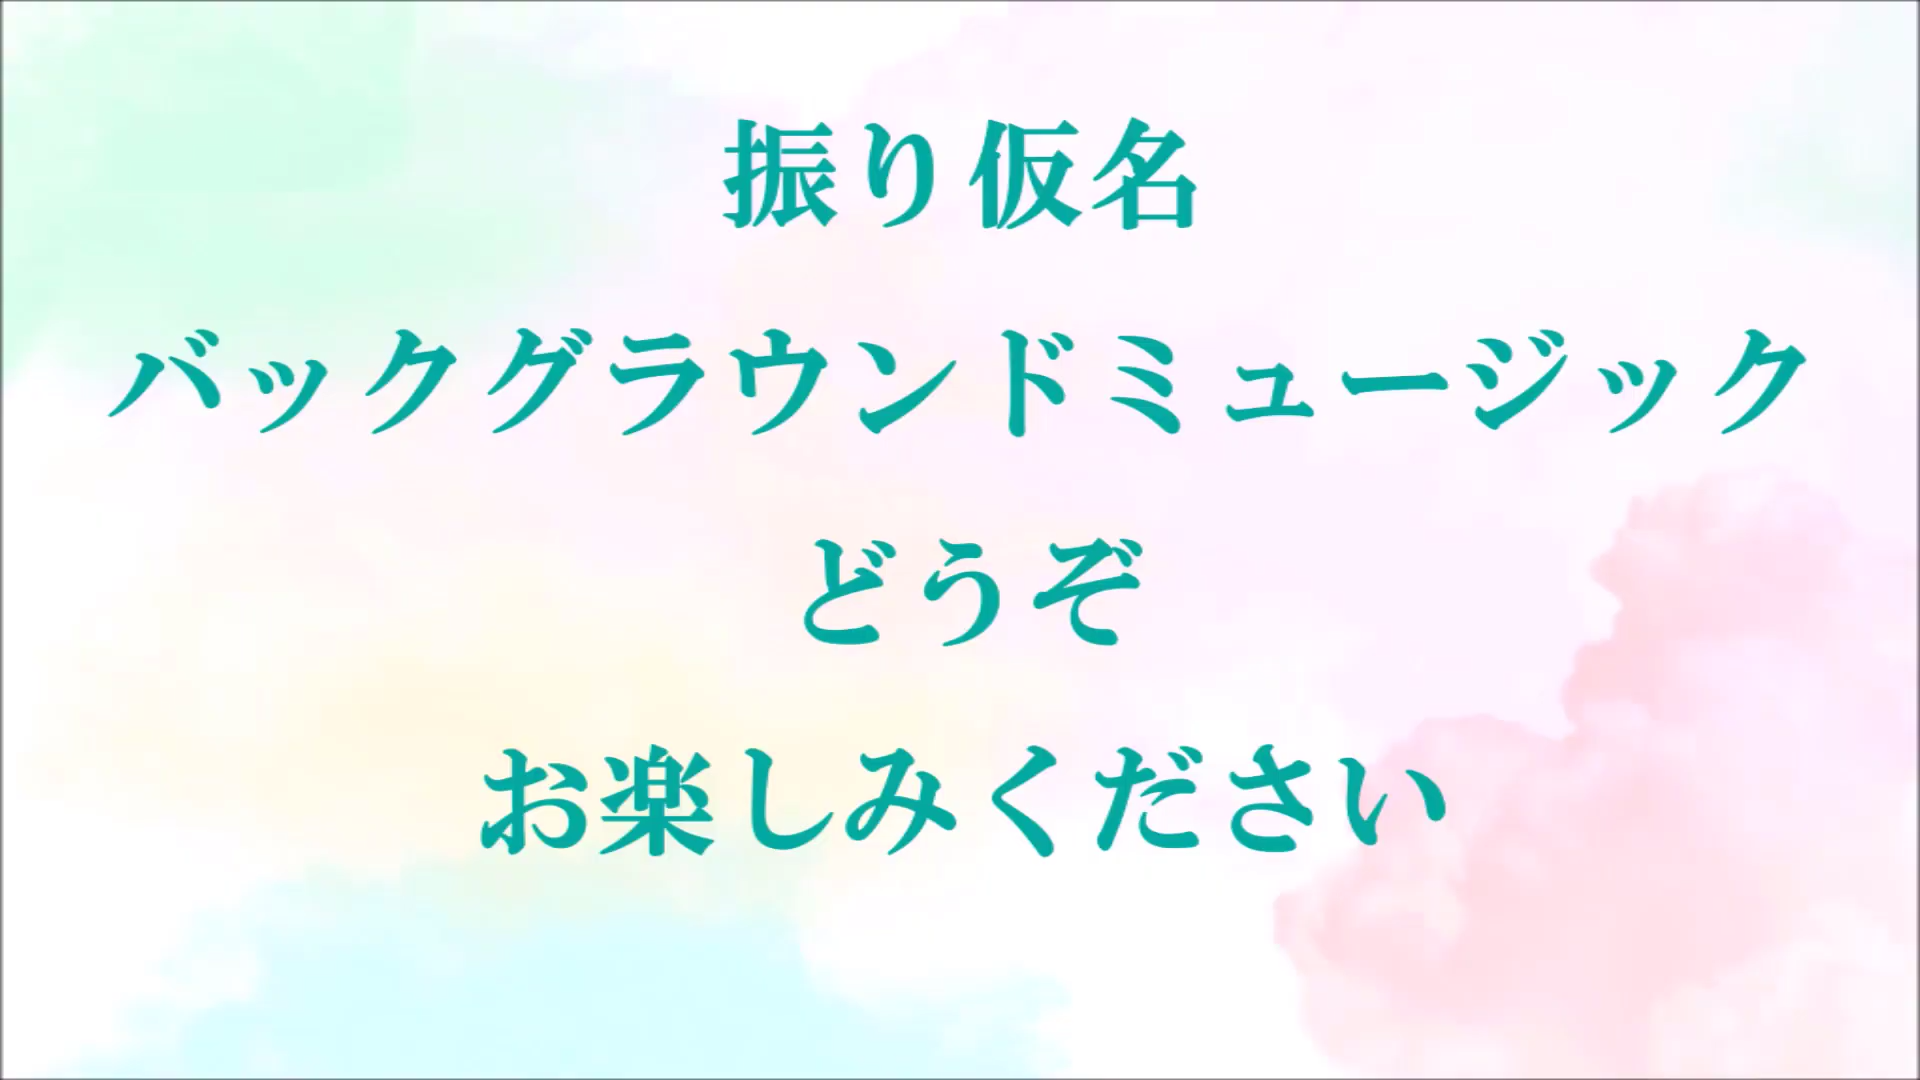 振り仮名
バックグラウンドミュージック
どうぞ
お楽しみください